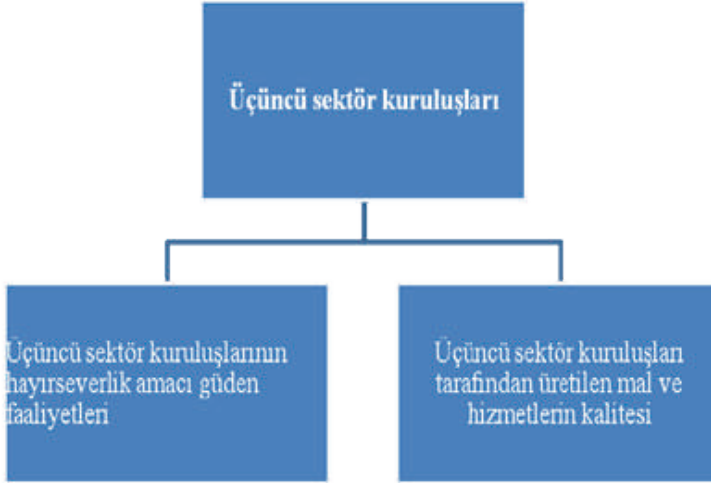 Üçüncü sektör kuruluşları
Üçüncü sektör kuruluşlarının
hayırseverlik amacı güden
faaliyetleri
Üçüncü sektör kuruluşları
tarafından üretilen mal ve
hizmetlerin kalitesi